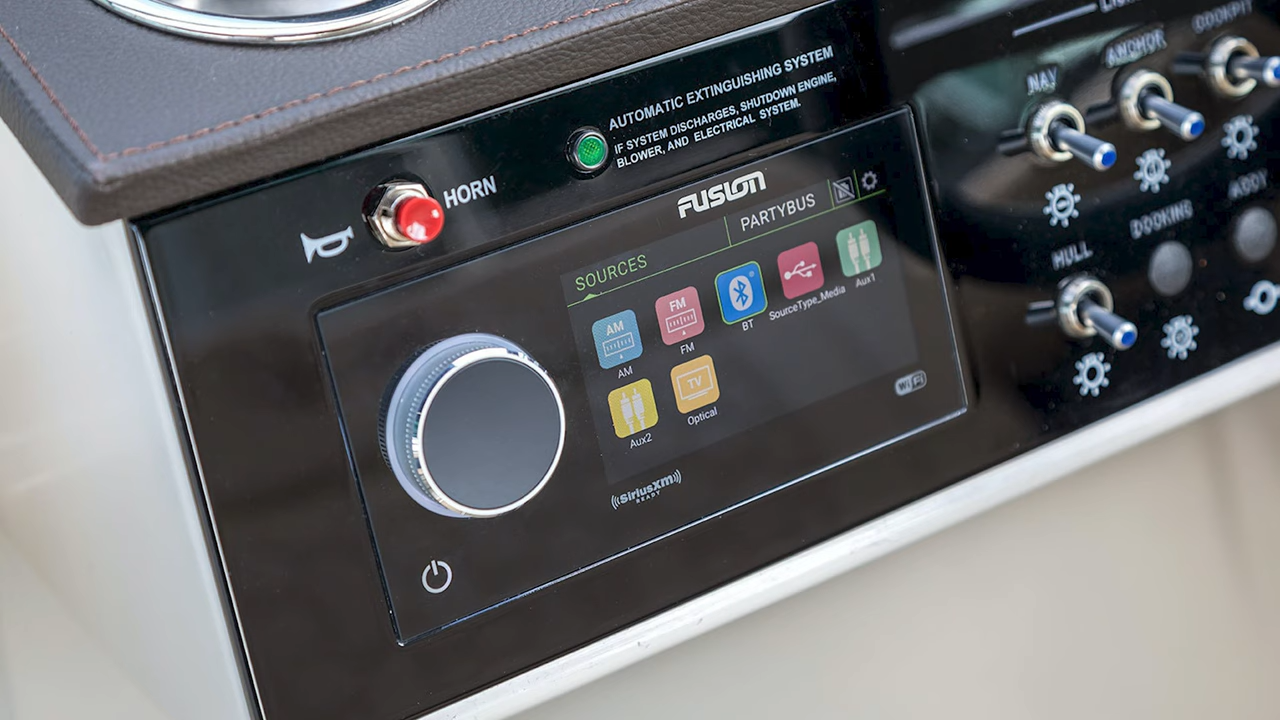 AUTOMATIC EXTINGUISHING SYSTEM
IF SYSTEM DISCHARGES, SHUTDOWN ENGINE,
BLOWER, AND ELECTRICAL SYSTEM.
HORN
FUSION
SOURCES
PARTYBUS
AM
AM
FM
FM
BT
SourceType_Media
Aux1
Aux2
TV
Optical
WiFi
((SiriusXM))
READY
NAV
ANCHOR
COCKPIT
HULL
DOCKING